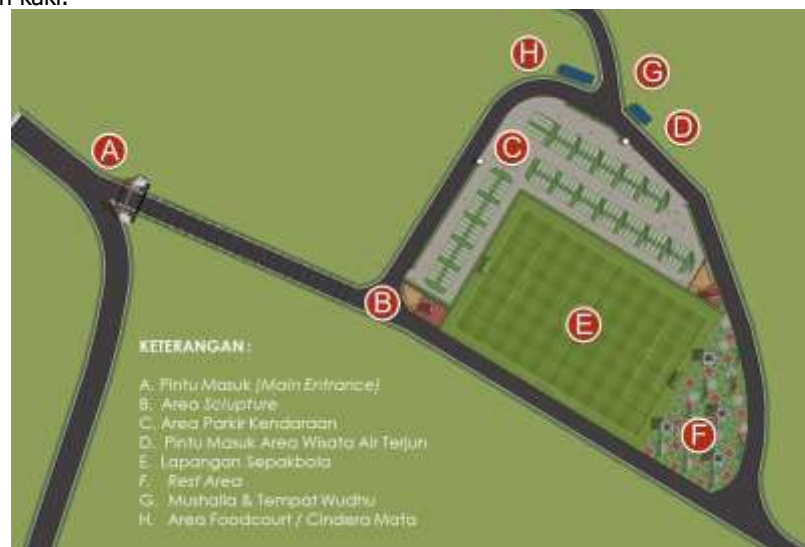 n kaki.
H
G
D
A
C
B
E
F
KETERANGAN :
A. Pintu Masuk (Main Entrance)
B. Area Sclupture
C. Area Parkir Kendaraan
D. Pintu Masuk Area Wisata Air Terjun
E. Lapangan Sepakbola
F. Rest Area
G. Mushalla & Tempat Wudhu
H. Area Foodcourt / Cindera Mata